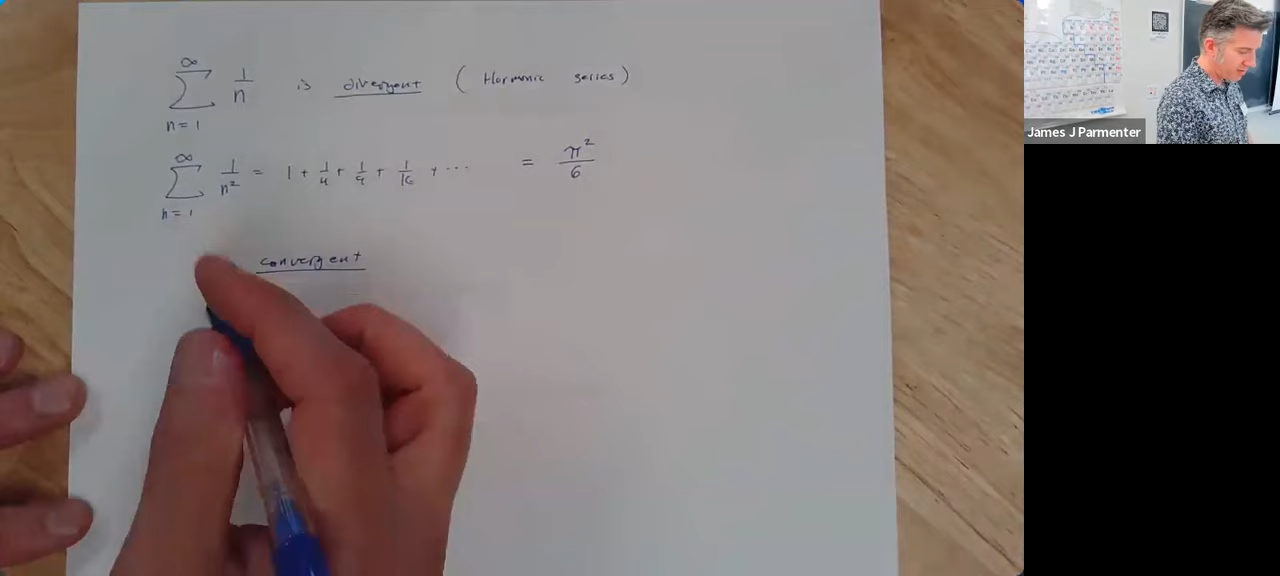 ∞
∑ 1/n is divergent (Harmonic series)
n = 1
∞
∑ 1/n² = 1 + 1/4 + 1/9 + 1/16 + ⋯ = π²/6
n = 1
convergent
James J Parmenter